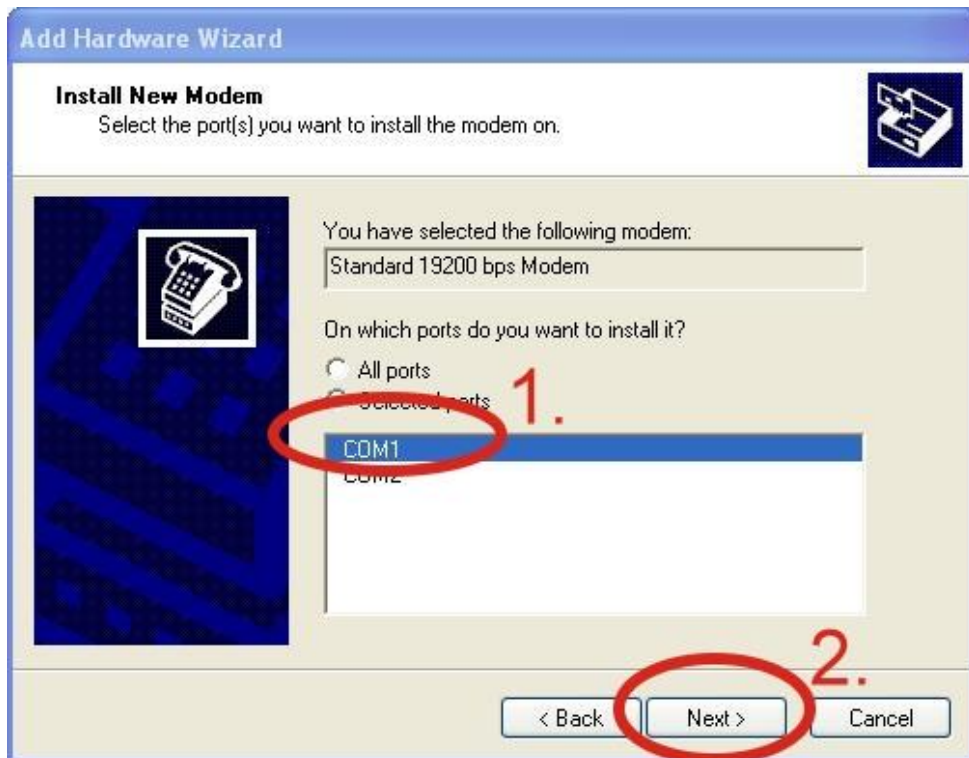 Add Hardware Wizard
Install New Modem
Select the port(s) you want to install the modem on.
You have selected the following modem:
Standard 19200 bps Modem
On which ports do you want to install it?
All ports
Selected ports
1.
COM1
COM2
2.
< Back
Next >
Cancel